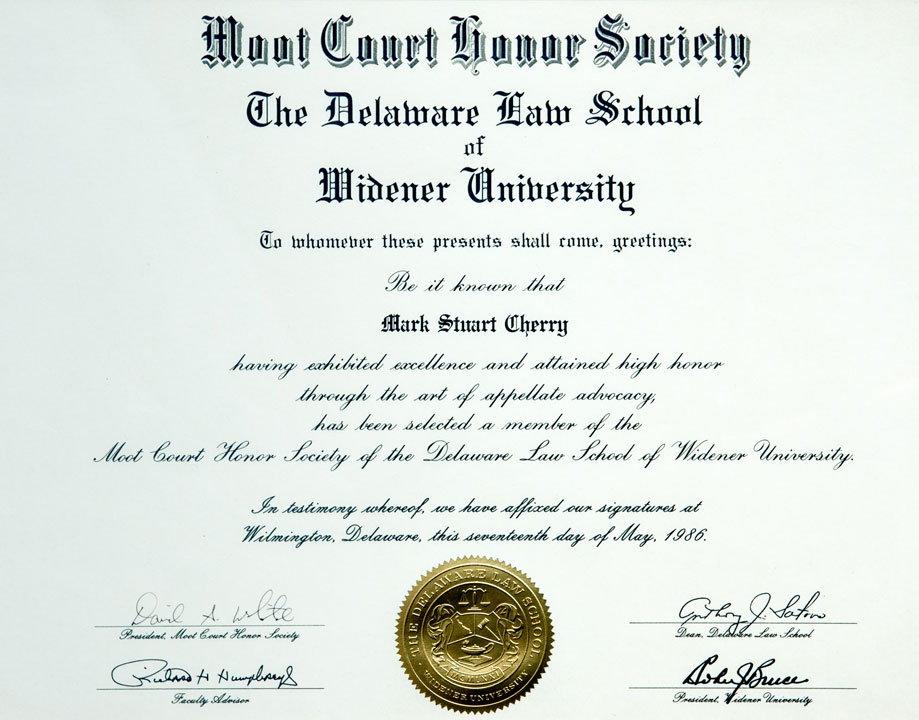 Moot Court Honor Society
The Delaware Law School
of
Widener University
To whomever these presents shall come, greetings:
Be it known that
Mark Stuart Cherry
having exhibited excellence and attained high honor
through the art of appellate advocacy,
has been selected a member of the
Moot Court Honor Society of the Delaware Law School of Widener University.
In testimony whereof, we have affixed our signatures at
Wilmington, Delaware, this seventeenth day of May, 1986.
David A. White
President, Moot Court Honor Society
Anthony J. Santoro
Dean, Delaware Law School
Richard H Humphreys
Faculty Advisor
Robert J. Bruce
President, Widener University
THE DELAWARE LAW SCHOOL
WIDENER UNIVERSITY